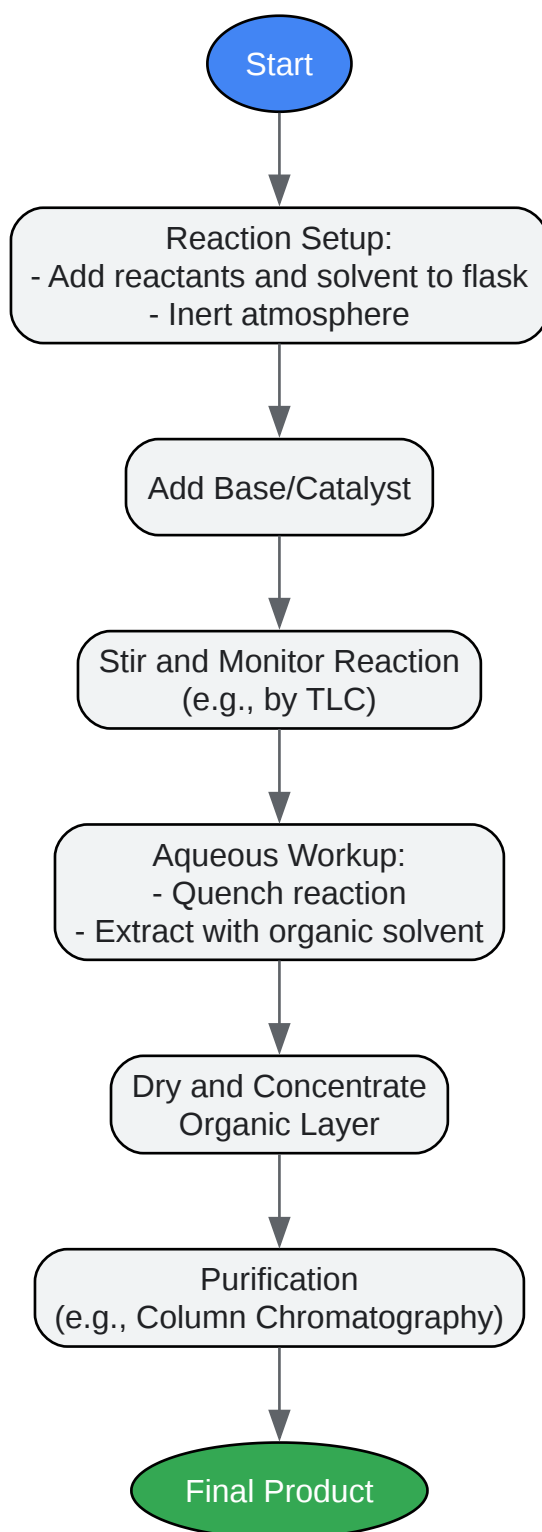 Start
Reaction Setup:
- Add reactants and solvent to flask
- Inert atmosphere
Add Base/Catalyst
Stir and Monitor Reaction
(e.g., by TLC)
Aqueous Workup:
- Quench reaction
- Extract with organic solvent
Dry and Concentrate
Organic Layer
Purification
(e.g., Column Chromatography)
Final Product